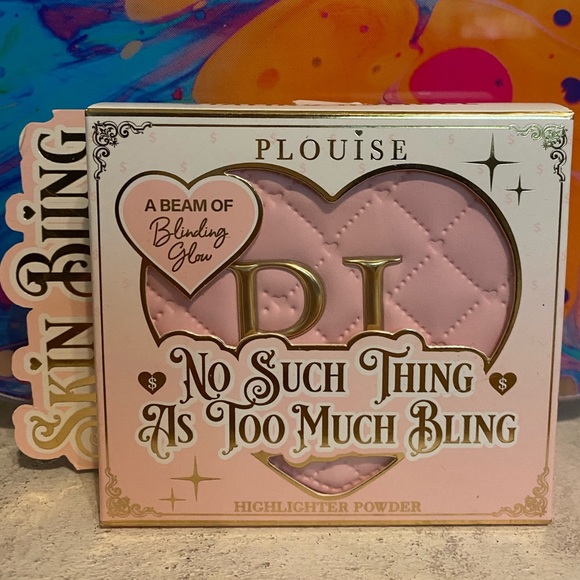 PLOUISE
A BEAM OF
Blinding
Glow
PL
NO SUCH THING
AS TOO MUCH BLING
HIGHLIGHTER POWDER
SKIN BLING
$
$